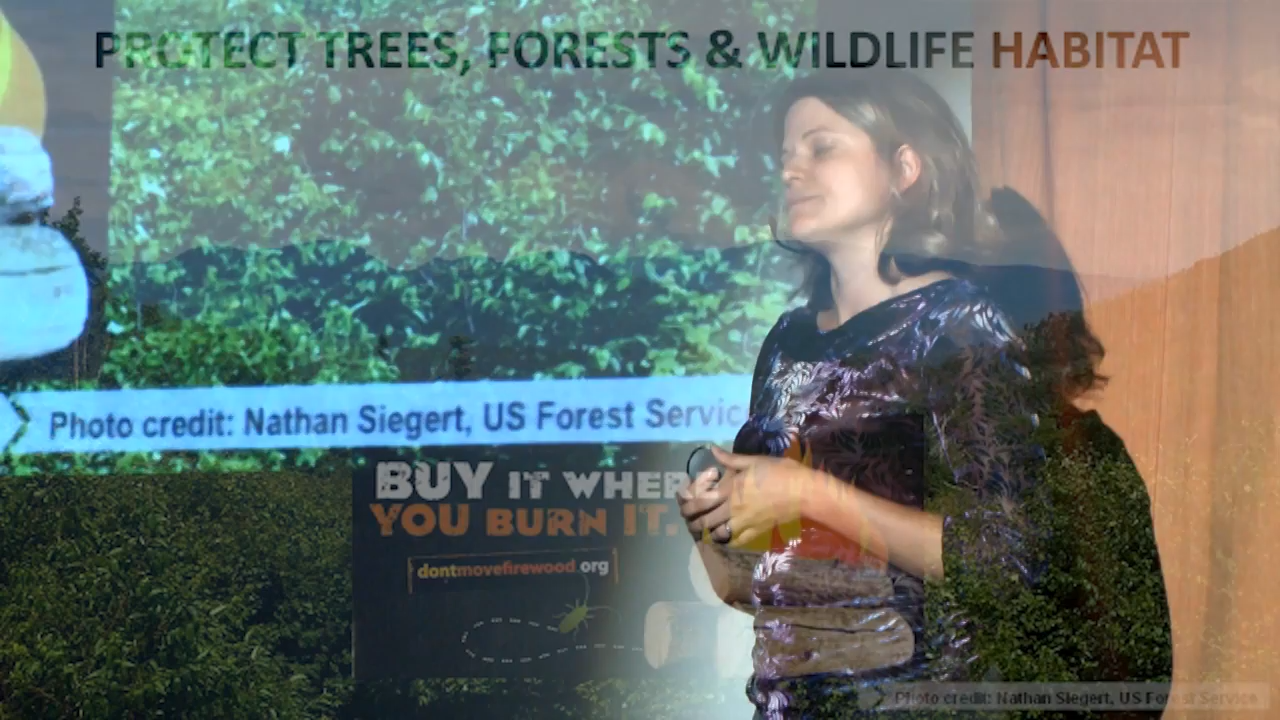 PROTECT TREES, FORESTS & WILDLIFE HABITAT
Photo credit: Nathan Siegert, US Forest Servic
BUY IT WHERE
YOU BURN IT.
dontmovefirewood.org
Photo credit: Nathan Siegert, US Forest Service